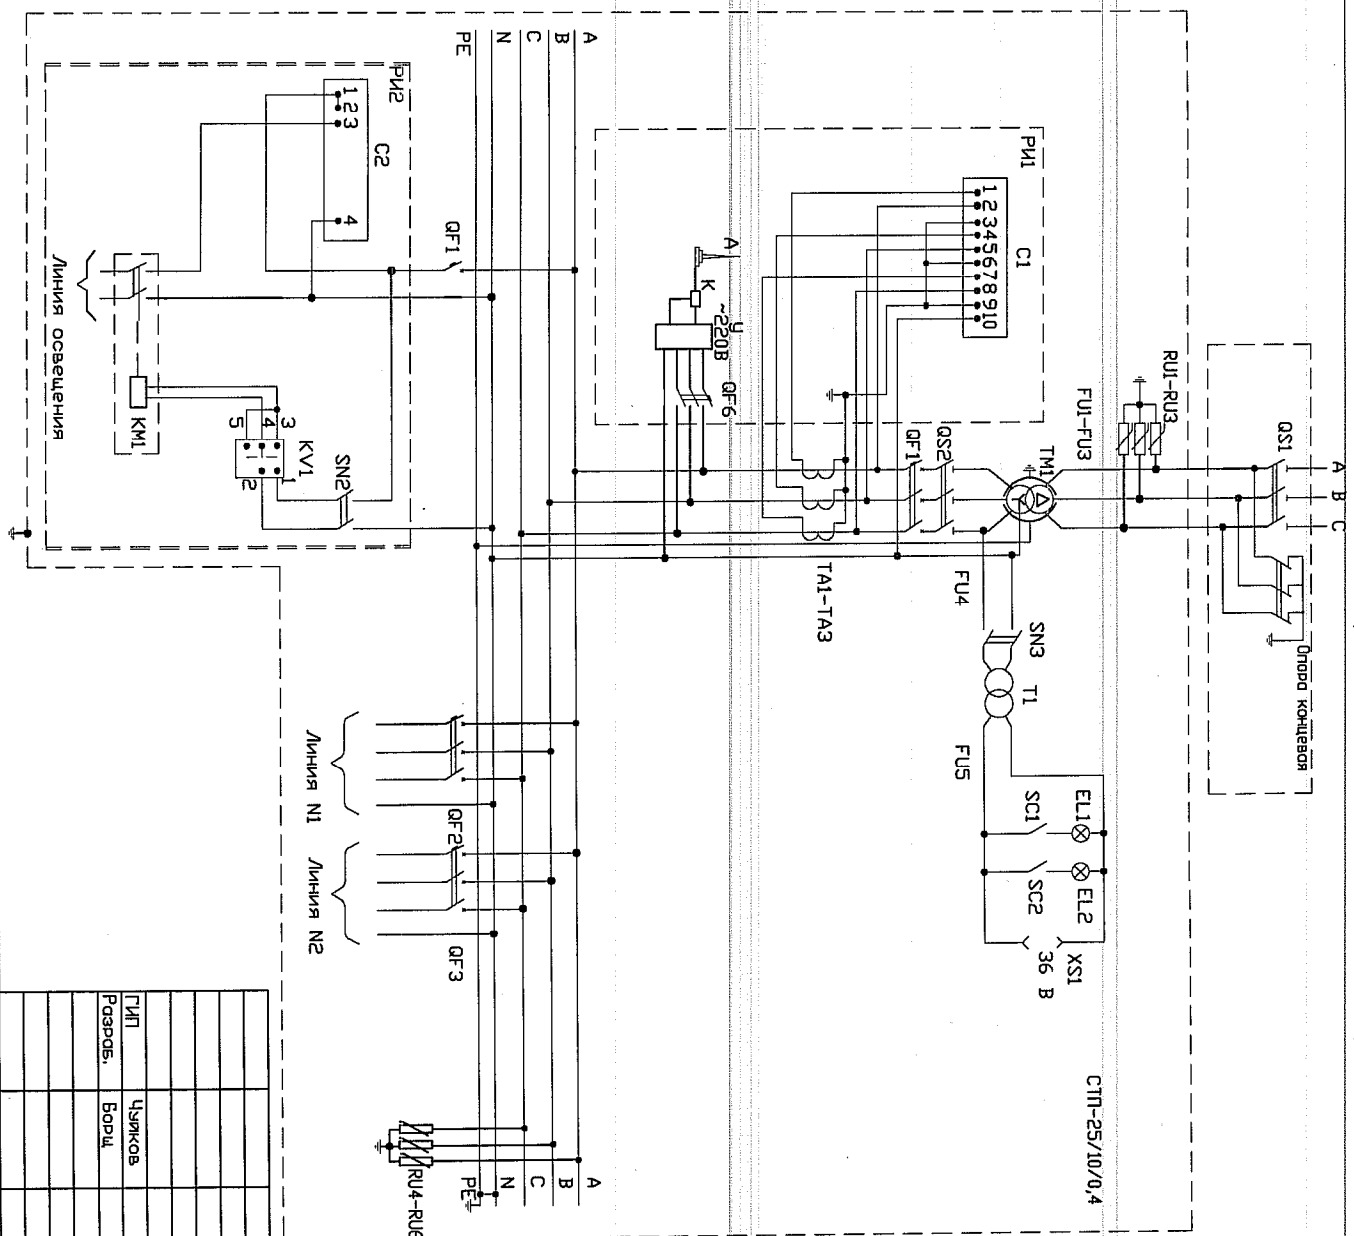 A
B
C
QS1
Опора концевая
RU1-RU3
FU1-FU3
TM1
QS2
QF1
TA1-TA3
FU4
SN3
T1
FU5
SC1
EL1
SC2
EL2
XS1
36 В
СТП-25/10/0,4
РИ1
C1
1
2
3
4
5
6
7
8
9
10
A
К
У
~220В
QF6
A
B
C
N
PE
QF1
РИ2
C2
1
2
3
4
Линия освещения
КМ1
KV1
3
4
5
1
2
SN2
Линия N1
QF2
Линия N2
QF3
RU4-RU6
A
B
C
N
PE
ГИП Чуйков
Разраб. Борщ